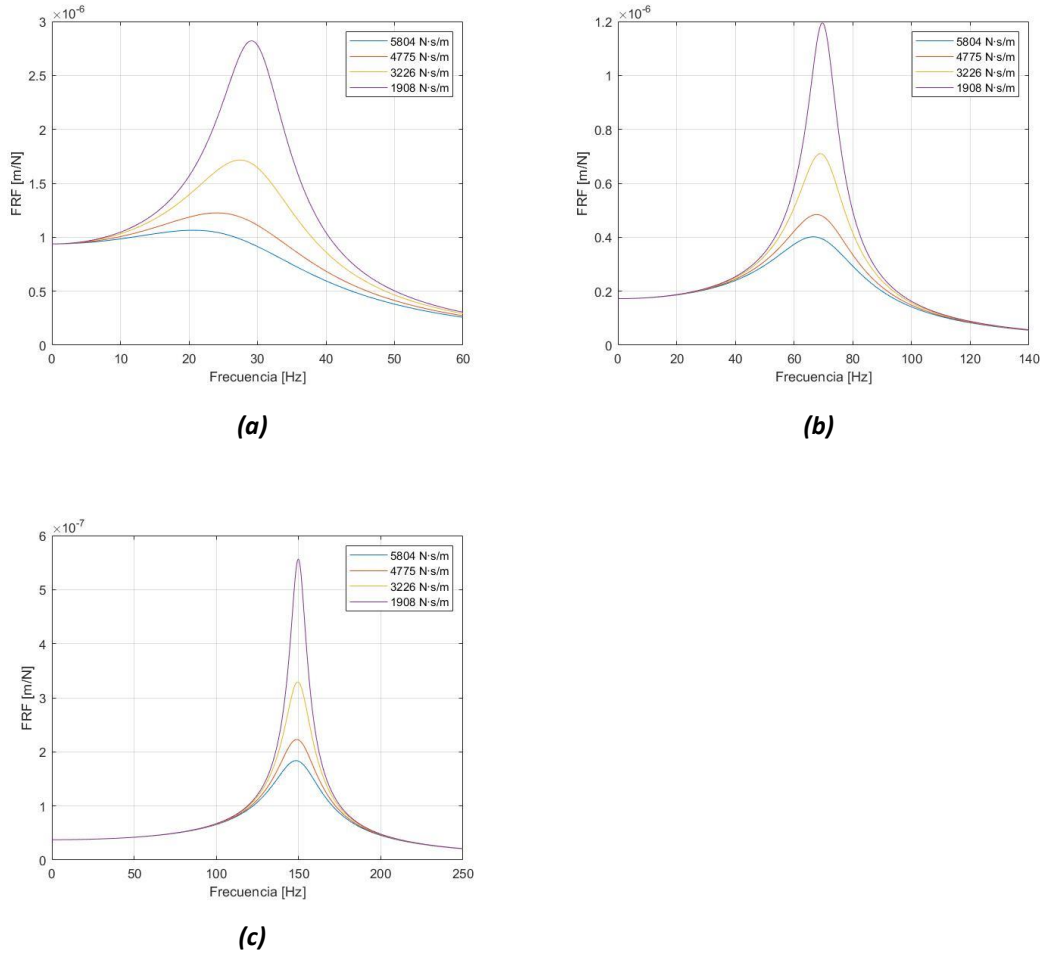 ×10⁻⁶
3
2.5
2
1.5
1
0.5
0
FRF [m/N]
5804 N·s/m
4775 N·s/m
3226 N·s/m
1908 N·s/m
0 10 20 30 40 50 60
Frecuencia [Hz]
(a)
×10⁻⁶
1.2
1
0.8
0.6
0.4
0.2
0
FRF [m/N]
5804 N·s/m
4775 N·s/m
3226 N·s/m
1908 N·s/m
0 20 40 60 80 100 120 140
Frecuencia [Hz]
(b)
×10⁻⁷
6
5
4
3
2
1
0
FRF [m/N]
5804 N·s/m
4775 N·s/m
3226 N·s/m
1908 N·s/m
0 50 100 150 200 250
Frecuencia [Hz]
(c)